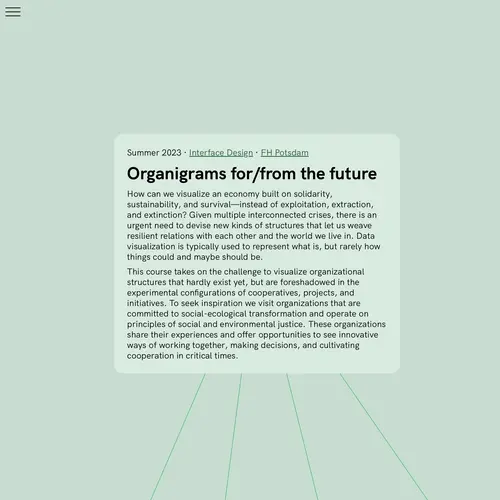 Summer 2023 · Interface Design · FH Potsdam
Organigrams for/from the future
How can we visualize an economy built on solidarity,
sustainability, and survival—instead of exploitation, extraction,
and extinction? Given multiple interconnected crises, there is an
urgent need to devise new kinds of structures that let us weave
resilient relations with each other and the world we live in. Data
visualization is typically used to represent what is, but rarely how
things could and maybe should be.
This course takes on the challenge to visualize organizational
structures that hardly exist yet, but are foreshadowed in the
experimental configurations of cooperatives, projects, and
initiatives. To seek inspiration we visit organizations that are
committed to social-ecological transformation and operate on
principles of social and environmental justice. These organizations
share their experiences and offer opportunities to see innovative
ways of working together, making decisions, and cultivating
cooperation in critical times.